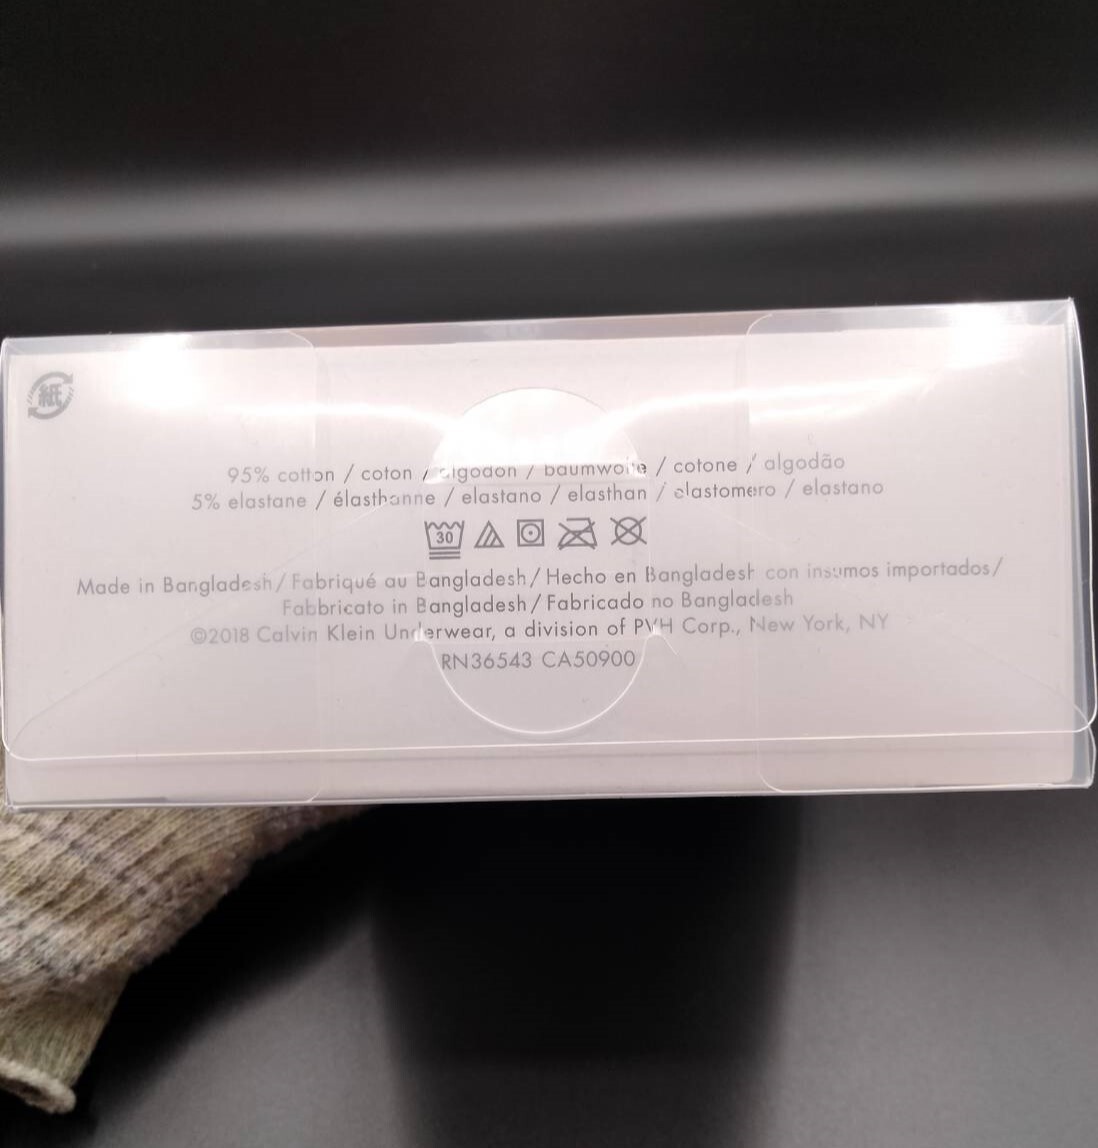 紙
95% cotton / coton / algodon / baumwolle / cotone / algodão
5% elastane / élasthanne / elastano / elasthan / elastomero / elastano
30
Made in Bangladesh/Fabriqué au Bangladesh/Hecho en Bangladesh con insumos importados/
Fabbricato in Bangladesh/Fabricado no Bangladesh
©2018 Calvin Klein Underwear, a division of PVH Corp., New York, NY
RN36543 CA50900